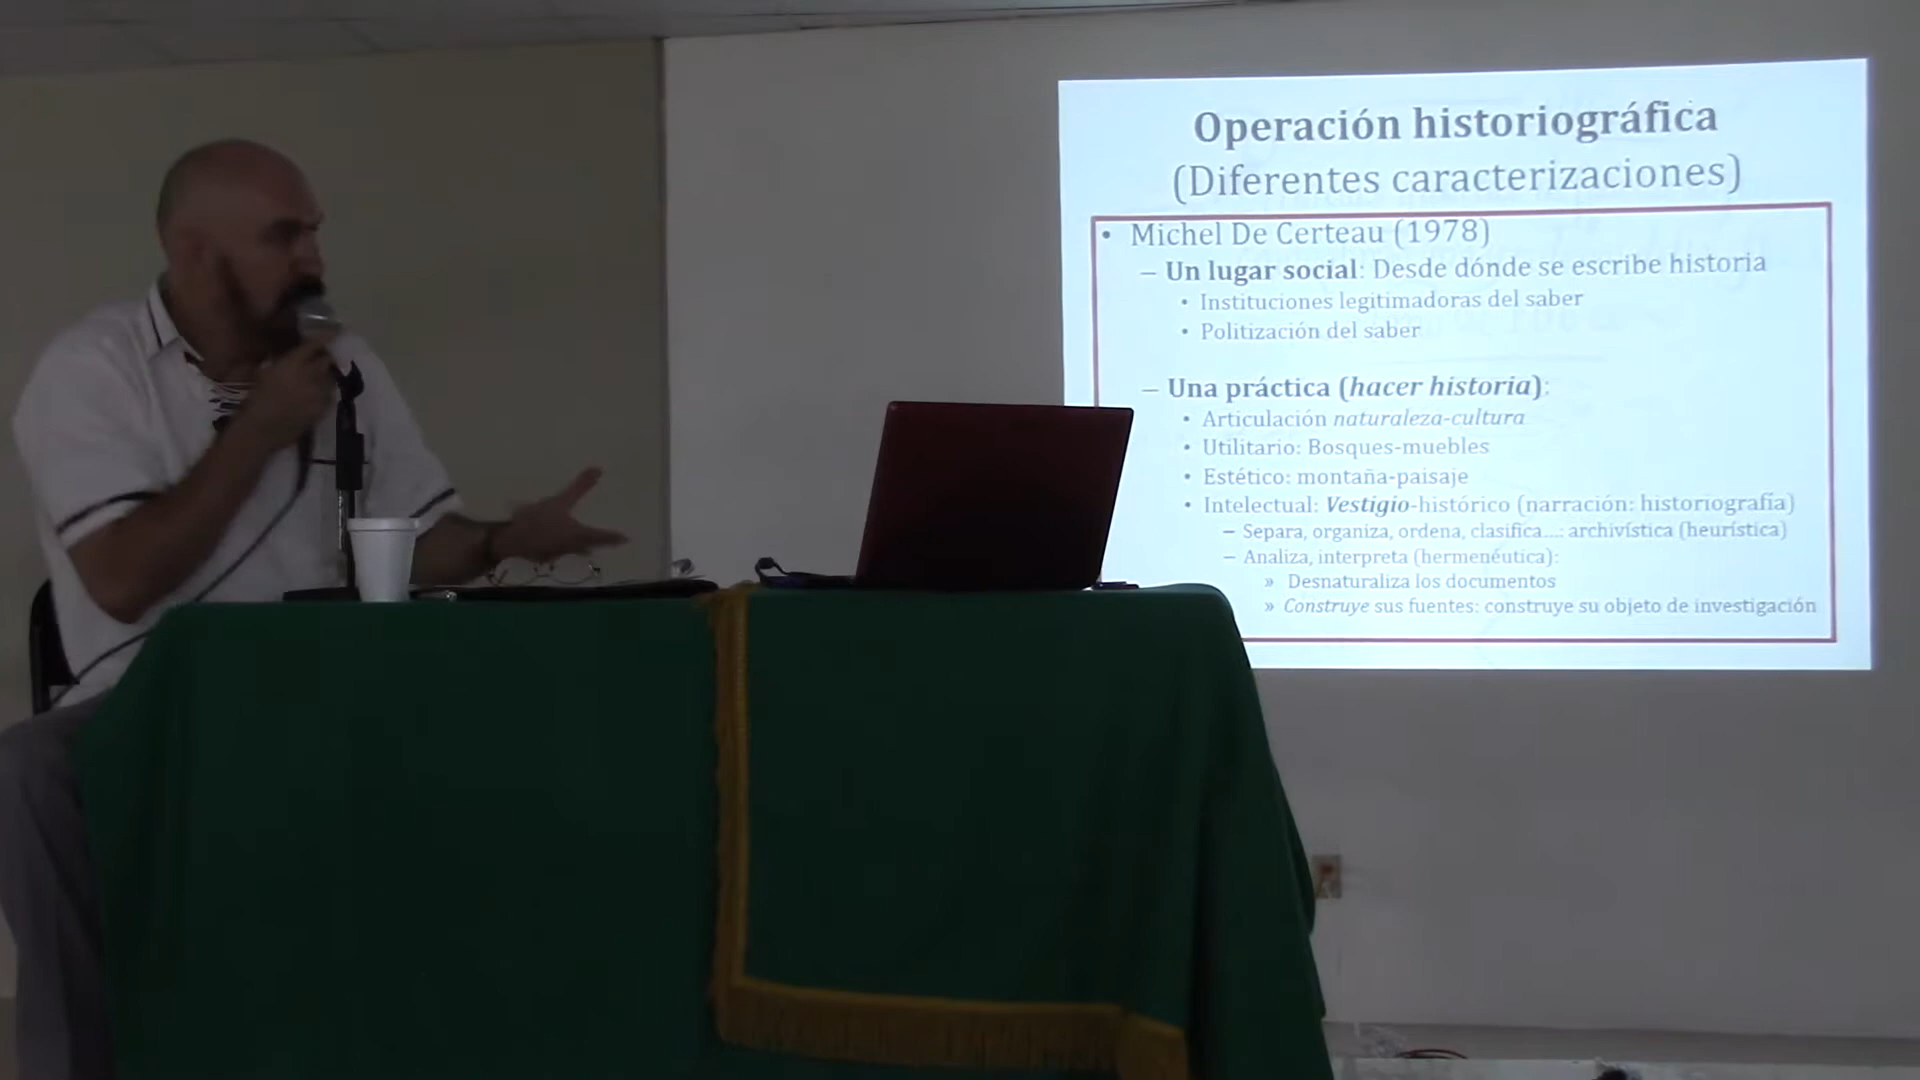 Operación historiográfica
(Diferentes caracterizaciones)
• Michel De Certeau (1978)
– Un lugar social: Desde dónde se escribe historia
• Instituciones legitimadoras del saber
• Politización del saber
– Una práctica (hacer historia):
• Articulación naturaleza-cultura
• Utilitario: Bosques-muebles
• Estético: montaña-paisaje
• Intelectual: Vestigio-histórico (narración: historiografía)
– Separa, organiza, ordena, clasifica...: archivística (heurística)
– Analiza, interpreta (hermenéutica):
» Desnaturaliza los documentos
» Construye sus fuentes: construye su objeto de investigación